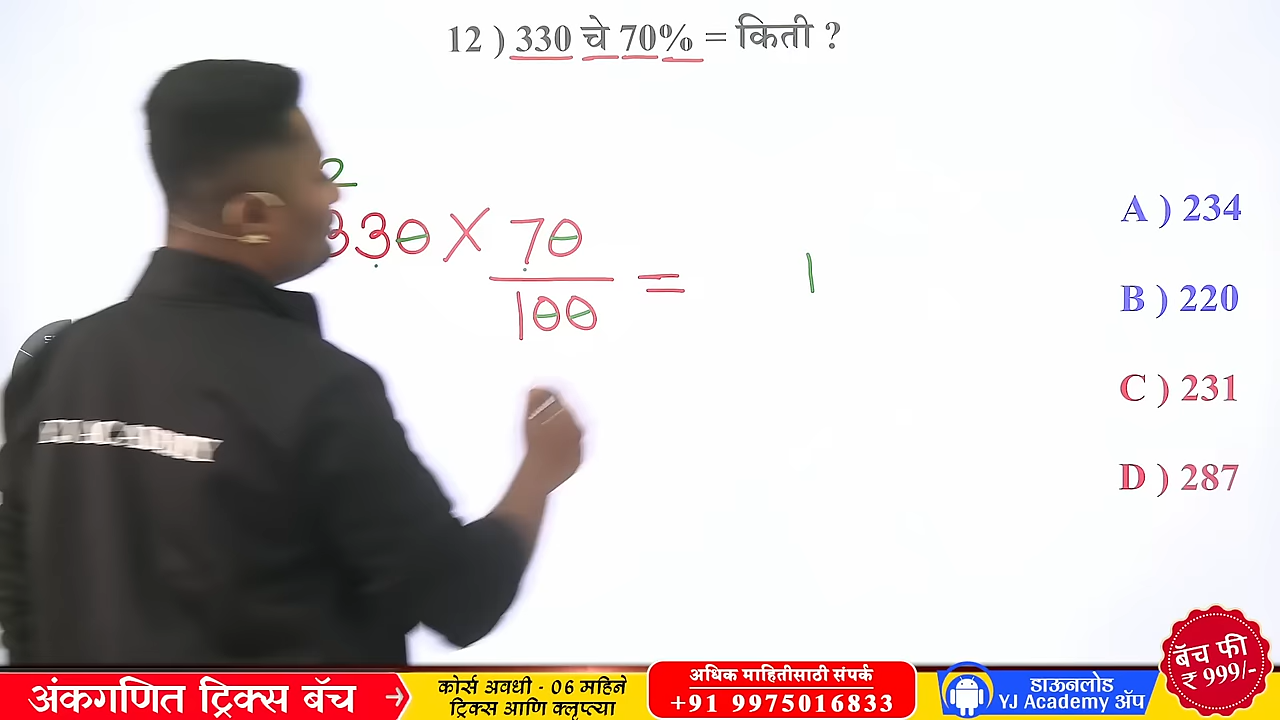 12 ) 330 चे 70% = किती ?
2
330 × 70
100
=
1
A ) 234
B ) 220
C ) 231
D ) 287
अंकगणित ट्रिक्स बॅच
कोर्स अवधी - 06 महिने
ट्रिक्स आणि क्लृप्त्या
अधिक माहितीसाठी संपर्क
+91 9975016833
डाऊनलोड
YJ Academy ॲप
बॅच फी
₹ 999/-